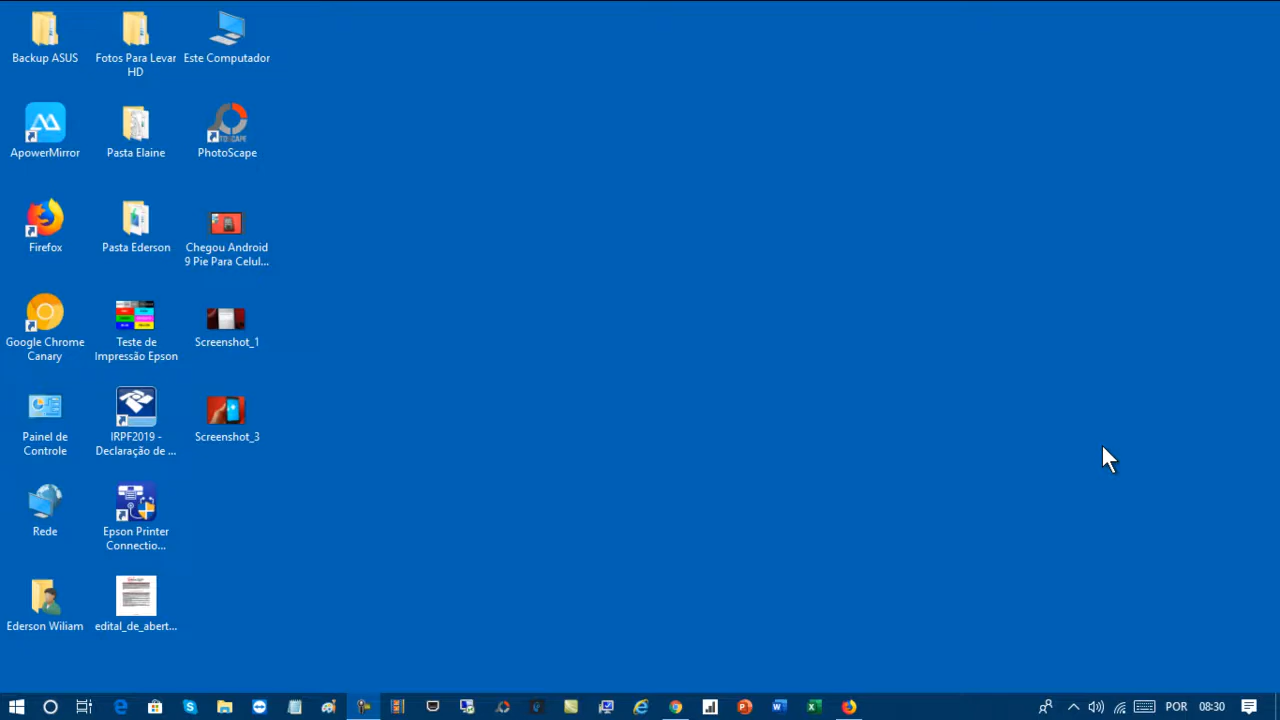 Backup ASUS
Fotos Para Levar
HD
Este Computador
ApowerMirror
Pasta Elaine
PhotoScape
Firefox
Pasta Ederson
Chegou Android
9 Pie Para Celul...
Google Chrome
Canary
Teste de
Impressão Epson
Screenshot_1
Painel de
Controle
IRPF2019 -
Declaração de ...
Screenshot_3
Rede
Epson Printer
Connectio...
Ederson Wiliam
edital_de_abert...
POR
08:30